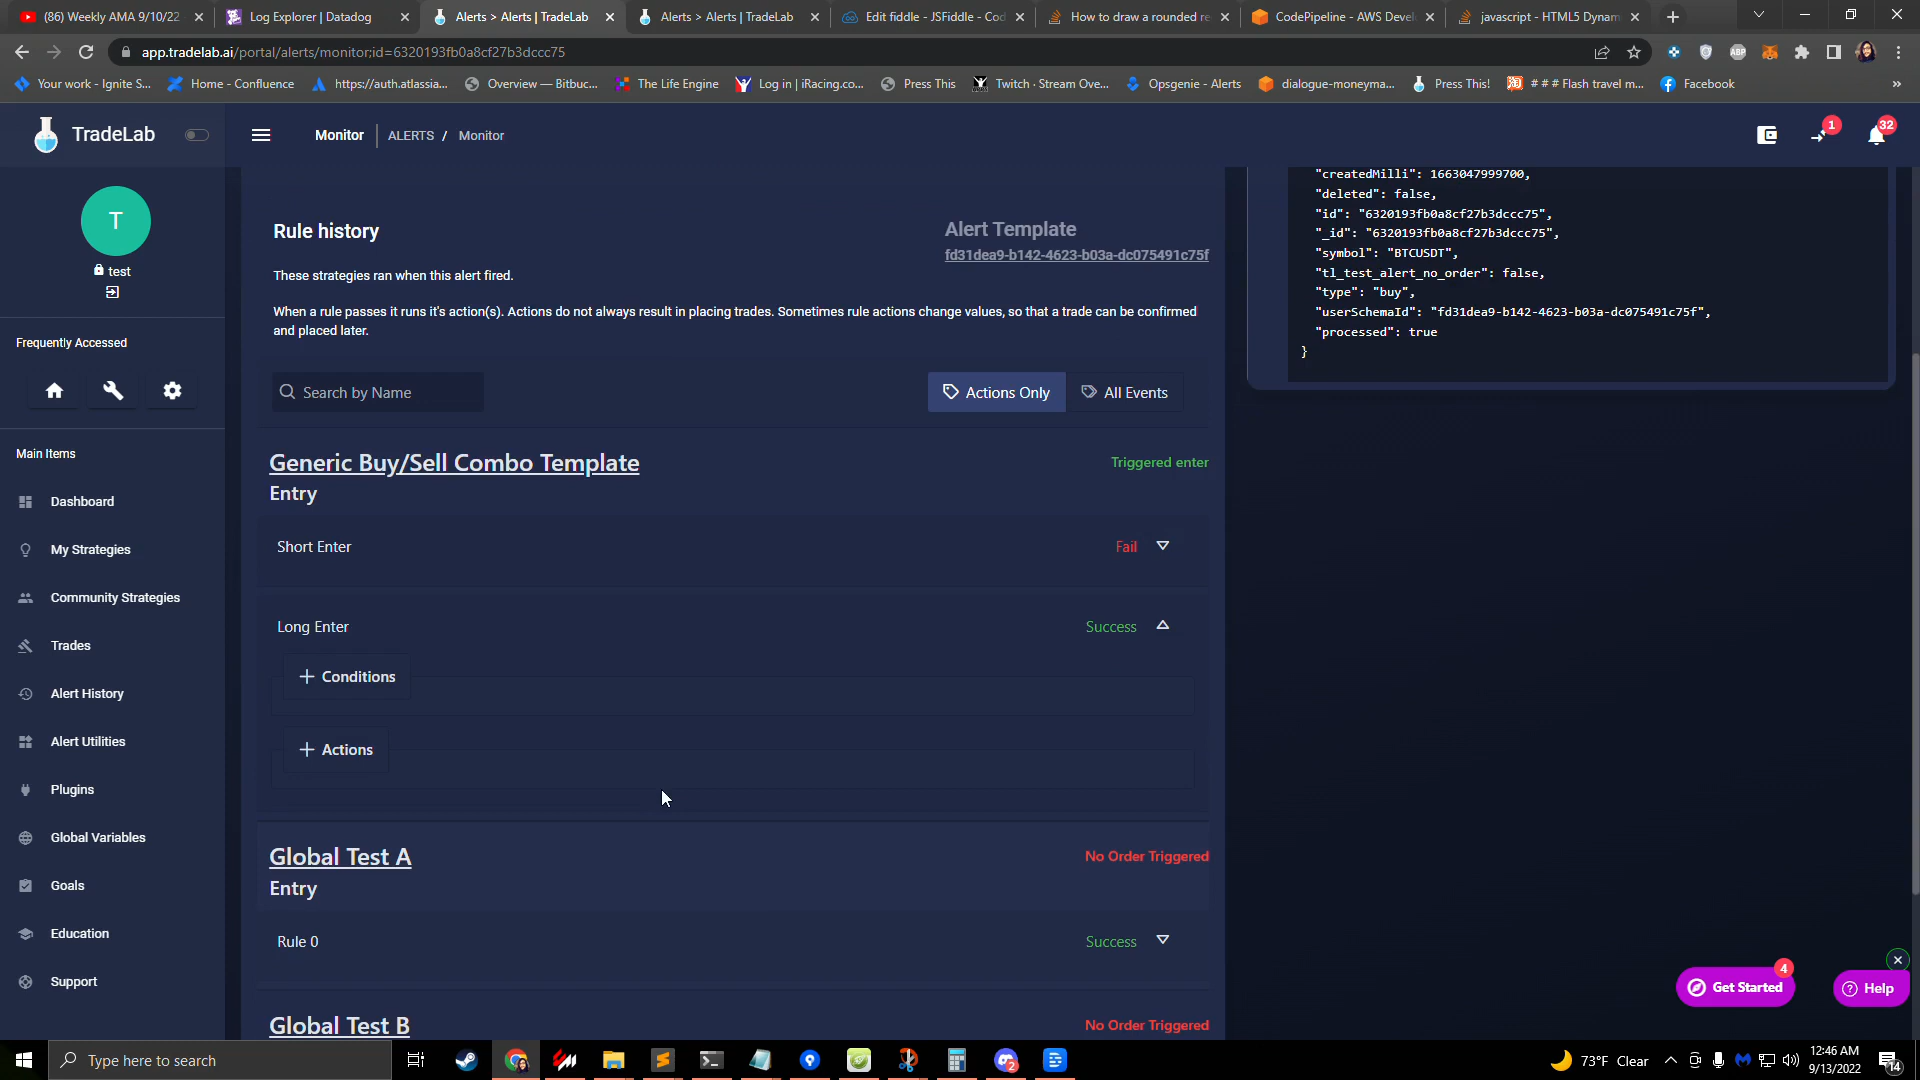 (86) Weekly AMA 9/10/22
Log Explorer | Datadog
Alerts > Alerts | TradeLab
Alerts > Alerts | TradeLab
Edit fiddle - JSFiddle - Cod
How to draw a rounded re
CodePipeline - AWS Devel
javascript - HTML5 Dynam
app.tradelab.ai/portal/alerts/monitor;id=6320193fb0a8cf27b3dccc75
Your work - Ignite S...
Home - Confluence
https://auth.atlassia...
Overview — Bitbuc...
The Life Engine
Log in | iRacing.co...
Press This
Twitch · Stream Ove...
Opsgenie - Alerts
dialogue-moneyma...
Press This!
# # # Flash travel m...
Facebook
»
TradeLab
Monitor
ALERTS / Monitor
1
32
T
test
Frequently Accessed
Main Items
Dashboard
My Strategies
Community Strategies
Trades
Alert History
Alert Utilities
Plugins
Global Variables
Goals
Education
Support
Rule history
Alert Template
fd31dea9-b142-4623-b03a-dc075491c75f
These strategies ran when this alert fired.
When a rule passes it runs it's action(s). Actions do not always result in placing trades. Sometimes rule actions change values, so that a trade can be confirmed
and placed later.
Search by Name
Actions Only
All Events
Generic Buy/Sell Combo Template
Triggered enter
Entry
Short Enter
Fail
Long Enter
Success
+ Conditions
+ Actions
Global Test A
No Order Triggered
Entry
Rule 0
Success
Global Test B
No Order Triggered
"createdMilli": 1663047999700,
"deleted": false,
"id": "6320193fb0a8cf27b3dccc75",
"_id": "6320193fb0a8cf27b3dccc75",
"symbol": "BTCUSDT",
"tl_test_alert_no_order": false,
"type": "buy",
"userSchemaId": "fd31dea9-b142-4623-b03a-dc075491c75f",
"processed": true
}
Get Started
4
Help
Type here to search
2
73°F Clear
12:46 AM
9/13/2022
14